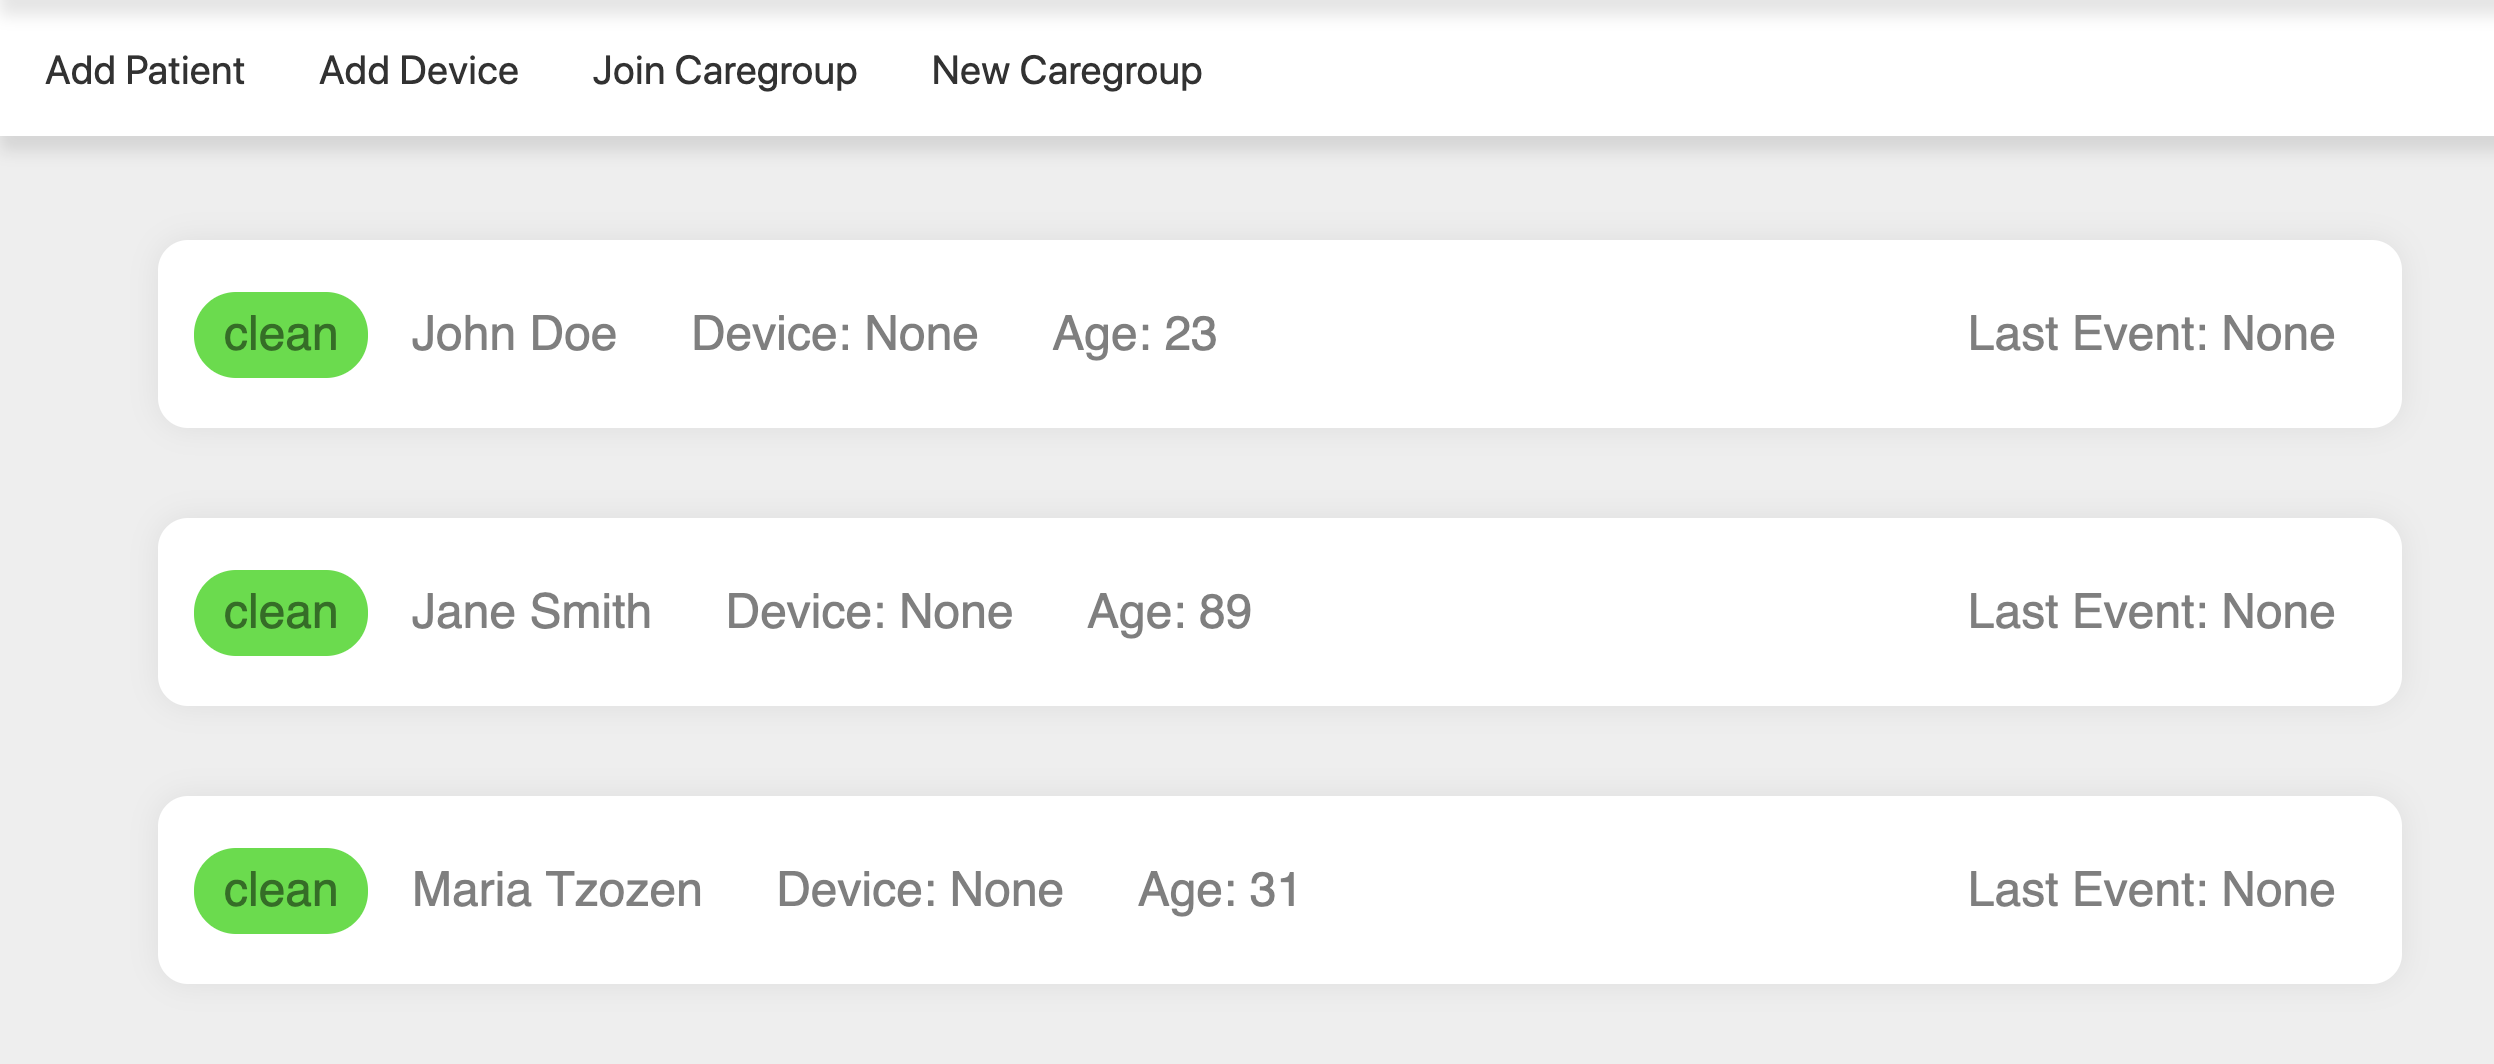 Add Patient Add Device Join Caregroup New Caregroup
clean John Doe Device: None Age: 23 Last Event: None
clean Jane Smith Device: None Age: 89 Last Event: None
clean Maria Tzozen Device: None Age: 31 Last Event: None